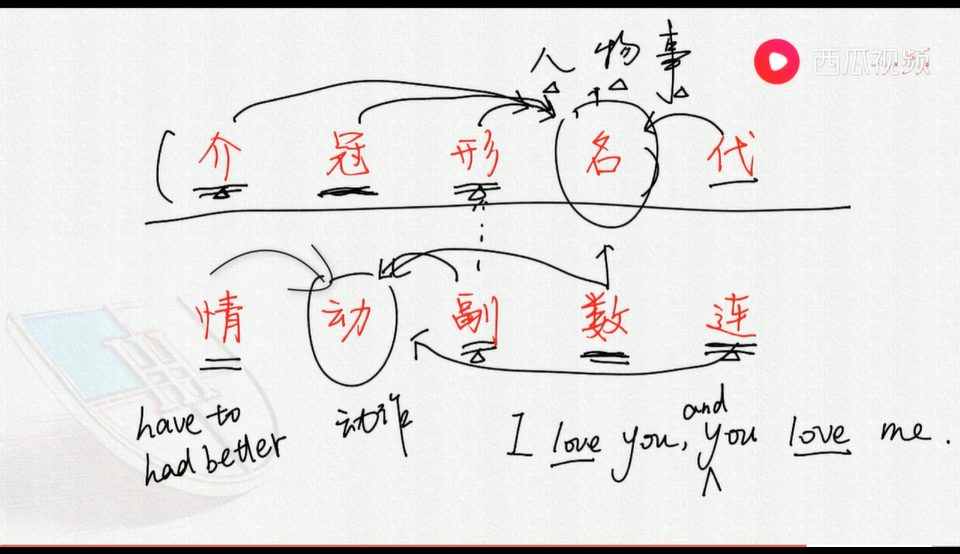 西瓜视频
人 物 事
介 冠 形 名 代
情 动 副 数 连
have to
had better
动作
and
I love you, you love me.